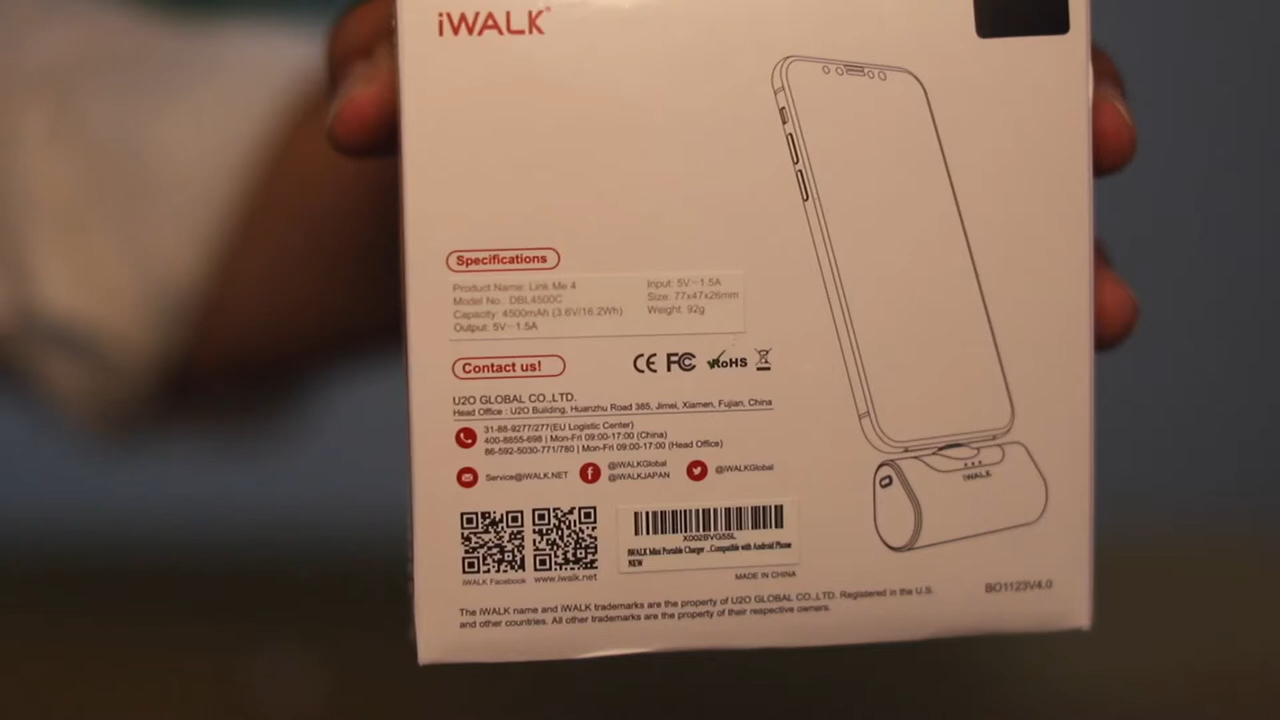 iWALK
Specifications
Product Name: Link Me 4
Model No.: DBL4500C
Capacity: 4500mAh (3.6V/16.2Wh)
Output: 5V⎓1.5A
Input: 5V⎓1.5A
Size: 77x47x26mm
Weight: 92g
Contact us!
CE FC RoHS
U2O GLOBAL CO.,LTD.
Head Office : U2O Building, Huanzhu Road 385, Jimei, Xiamen, Fujian, China
31-88-9277/277(EU Logistic Center)
400-8855-698 | Mon-Fri 09:00-17:00 (China)
86-592-5030-771/780 | Mon-Fri 09:00-17:00 (Head Office)
Service@iWALK.NET
@iWALKGlobal
@iWALKJAPAN
@iWALKGlobal
iWALK Facebook
www.iwalk.net
X002BVG55L
iWALK Mini Portable Charger ...Compatible with Android Phone
NEW
MADE IN CHINA
The iWALK name and iWALK trademarks are the property of U2O GLOBAL CO.,LTD. Registered in the U.S.
and other countries. All other trademarks are the property of their respective owners.
BO1123V4.0
iWALK